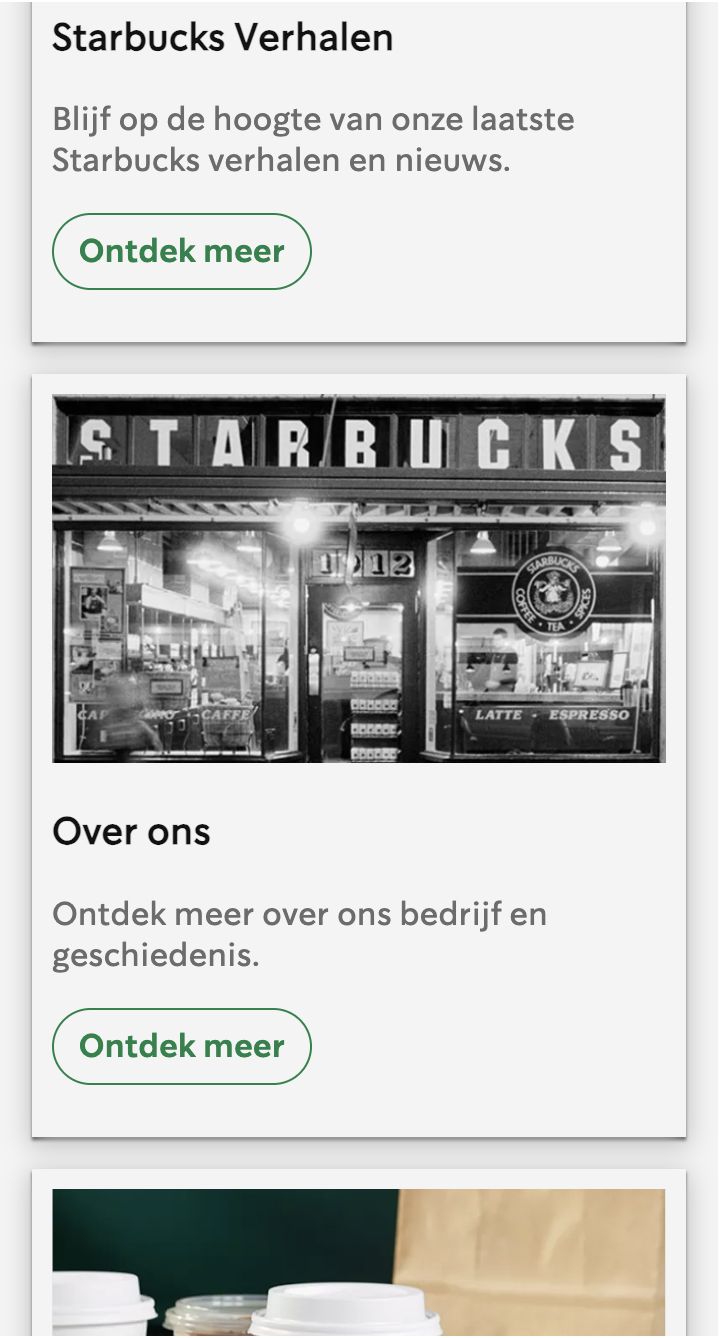 Starbucks Verhalen
Blijf op de hoogte van onze laatste
Starbucks verhalen en nieuws.
Ontdek meer
STARBUCKS
1912
STARBUCKS
COFFEE • TEA • SPICES
CAFFE
LATTE - ESPRESSO
Over ons
Ontdek meer over ons bedrijf en
geschiedenis.
Ontdek meer